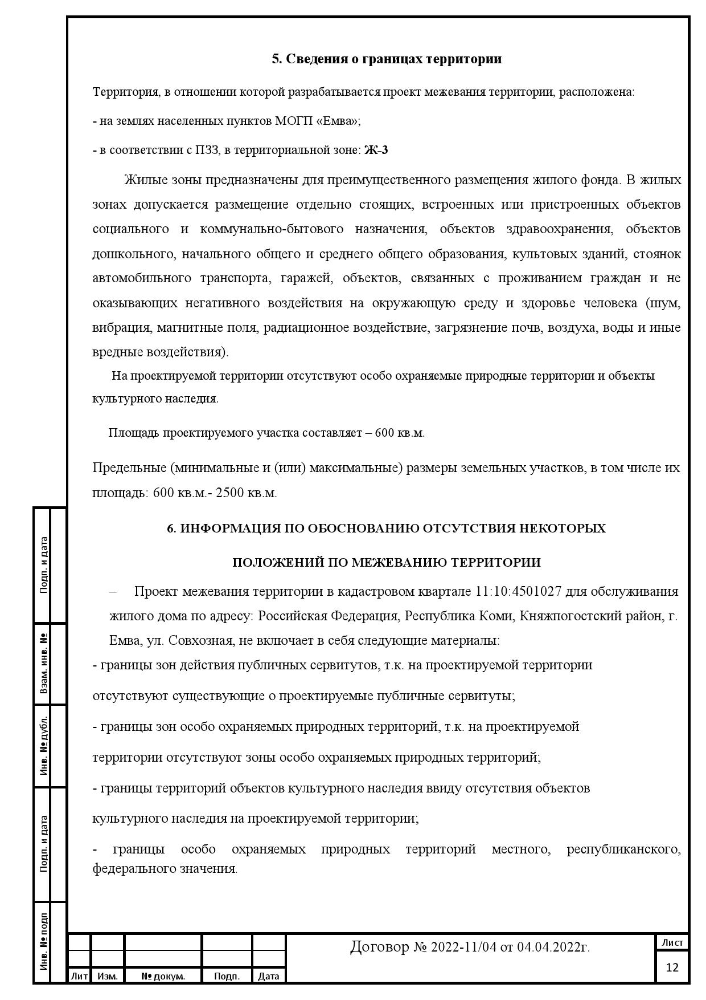 5. Сведения о границах территории
Территория, в отношении которой разрабатывается проект межевания территории, расположена:
- на землях населенных пунктов МОГП «Емва»;
- в соответствии с ПЗЗ, в территориальной зоне: Ж-3
Жилые зоны предназначены для преимущественного размещения жилого фонда. В жилых
зонах допускается размещение отдельно стоящих, встроенных или пристроенных объектов
социального и коммунально-бытового назначения, объектов здравоохранения, объектов
дошкольного, начального общего и среднего общего образования, культовых зданий, стоянок
автомобильного транспорта, гаражей, объектов, связанных с проживанием граждан и не
оказывающих негативного воздействия на окружающую среду и здоровье человека (шум,
вибрация, магнитные поля, радиационное воздействие, загрязнение почв, воздуха, воды и иные
вредные воздействия).
На проектируемой территории отсутствуют особо охраняемые природные территории и объекты
культурного наследия.
Площадь проектируемого участка составляет – 600 кв.м.
Предельные (минимальные и (или) максимальные) размеры земельных участков, в том числе их
площадь: 600 кв.м.- 2500 кв.м.
6. ИНФОРМАЦИЯ ПО ОБОСНОВАНИЮ ОТСУТСТВИЯ НЕКОТОРЫХ
ПОЛОЖЕНИЙ ПО МЕЖЕВАНИЮ ТЕРРИТОРИИ
– Проект межевания территории в кадастровом квартале 11:10:4501027 для обслуживания
жилого дома по адресу: Российская Федерация, Республика Коми, Княжпогостский район, г.
Емва, ул. Совхозная, не включает в себя следующие материалы:
- границы зон действия публичных сервитутов, т.к. на проектируемой территории
отсутствуют существующие о проектируемые публичные сервитуты;
- границы зон особо охраняемых природных территорий, т.к. на проектируемой
территории отсутствуют зоны особо охраняемых природных территорий;
- границы территорий объектов культурного наследия ввиду отсутствия объектов
культурного наследия на проектируемой территории;
- границы особо охраняемых природных территорий местного, республиканского,
федерального значения.
Подп. и дата
Взам. инв. №
Инв. № дубл.
Подп. и дата
Инв. № подп
Договор № 2022-11/04 от 04.04.2022г.
Лист
12
Лит Изм. № докум. Подп. Дата